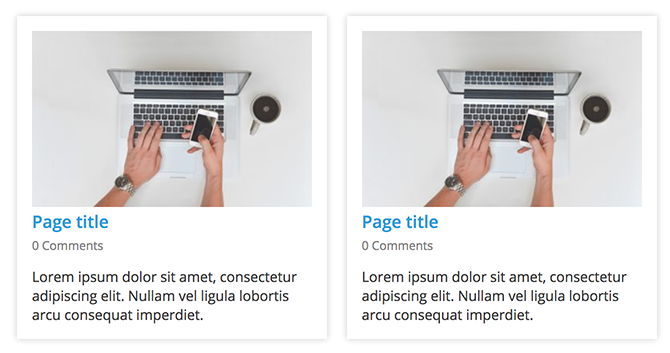 Page title
0 Comments
Lorem ipsum dolor sit amet, consectetur
adipiscing elit. Nullam vel ligula lobortis
arcu consequat imperdiet.
Page title
0 Comments
Lorem ipsum dolor sit amet, consectetur
adipiscing elit. Nullam vel ligula lobortis
arcu consequat imperdiet.